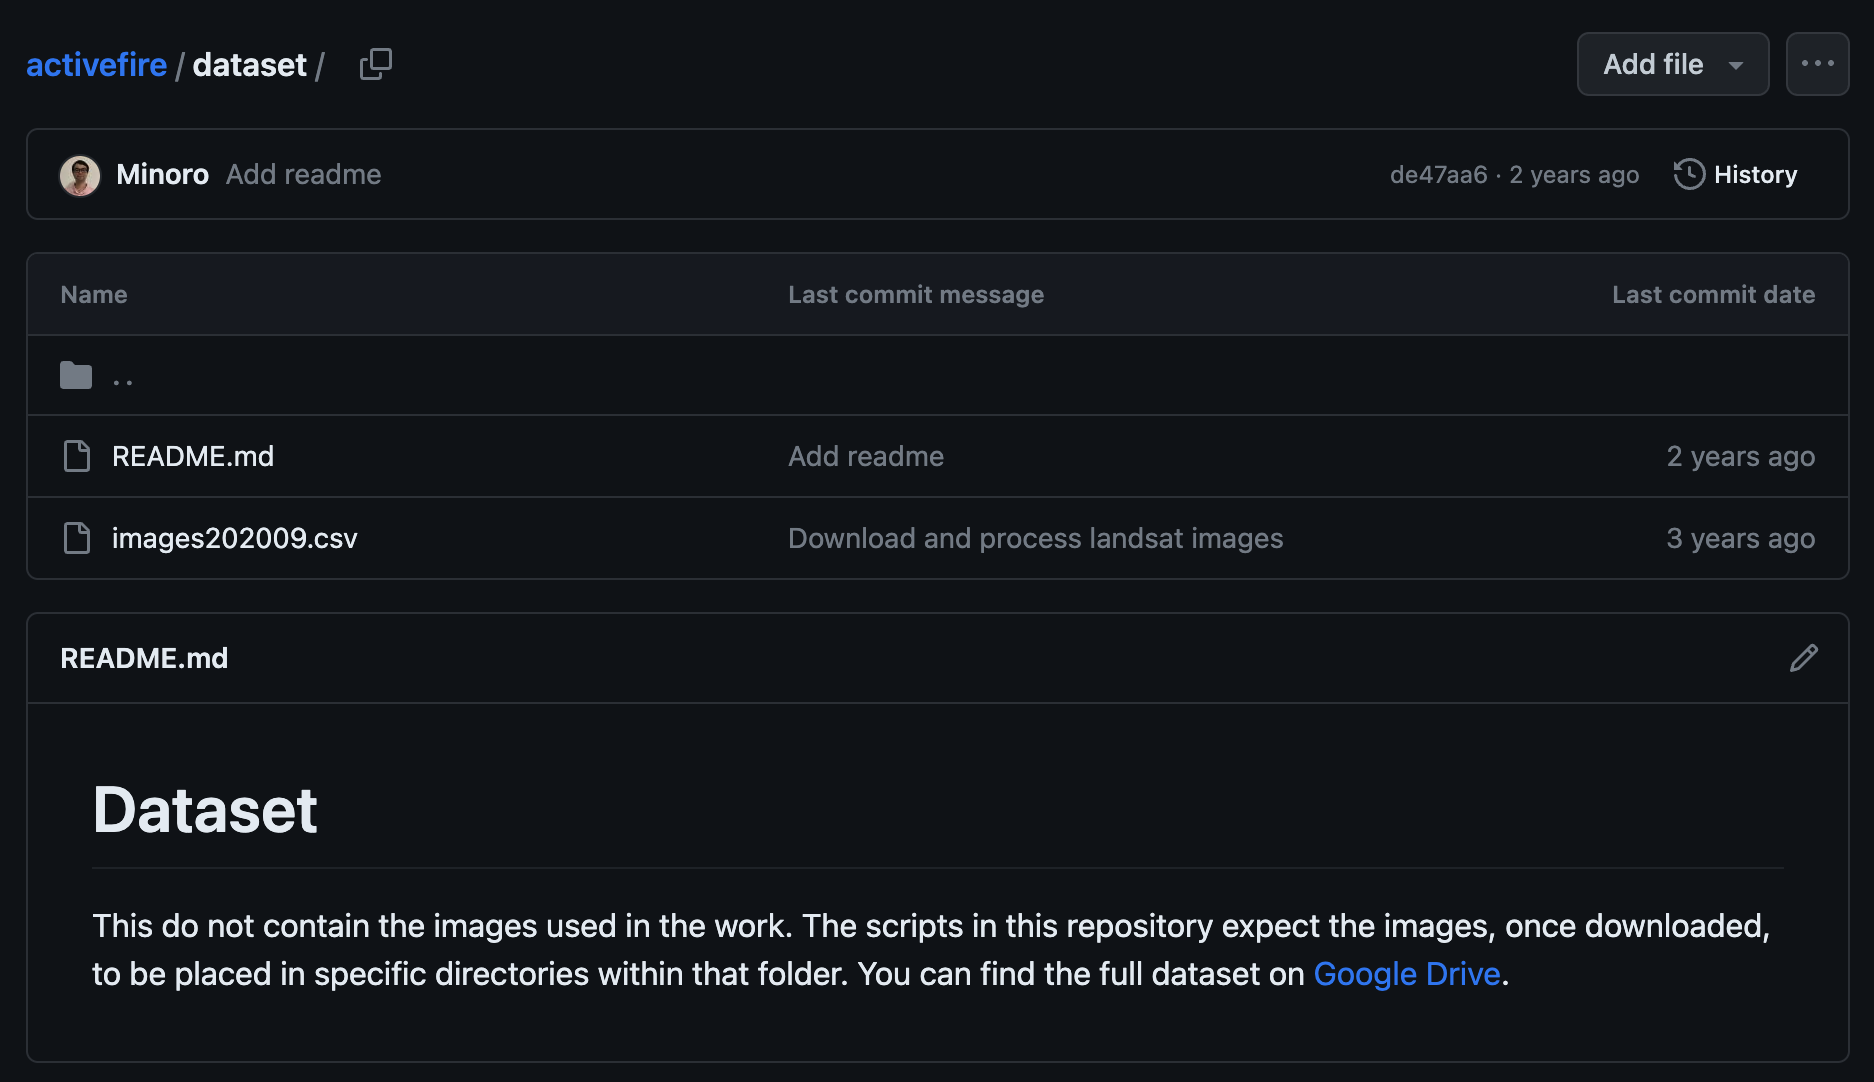 activefire / dataset /
Add file
Minoro Add readme
de47aa6 · 2 years ago
History
Name Last commit message Last commit date
..
README.md Add readme 2 years ago
images202009.csv Download and process landsat images 3 years ago
README.md
Dataset
This do not contain the images used in the work. The scripts in this repository expect the images, once downloaded,
to be placed in specific directories within that folder. You can find the full dataset on Google Drive.